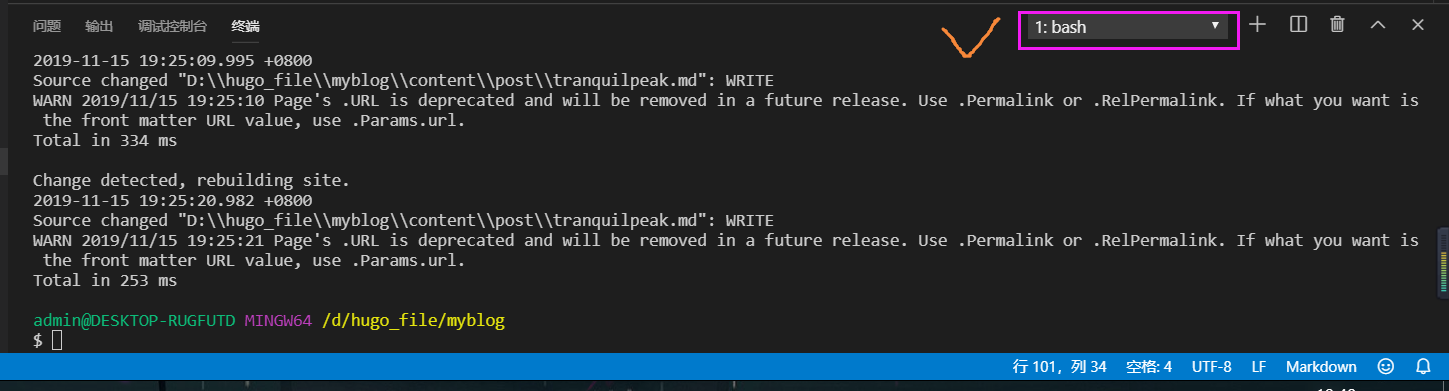 问题 输出 调试控制台 终端 1: bash
2019-11-15 19:25:09.995 +0800
Source changed "D:\\hugo_file\\myblog\\content\\post\\tranquilpeak.md": WRITE
WARN 2019/11/15 19:25:10 Page's .URL is deprecated and will be removed in a future release. Use .Permalink or .RelPermalink. If what you want is
the front matter URL value, use .Params.url.
Total in 334 ms
Change detected, rebuilding site.
2019-11-15 19:25:20.982 +0800
Source changed "D:\\hugo_file\\myblog\\content\\post\\tranquilpeak.md": WRITE
WARN 2019/11/15 19:25:21 Page's .URL is deprecated and will be removed in a future release. Use .Permalink or .RelPermalink. If what you want is
the front matter URL value, use .Params.url.
Total in 253 ms
admin@DESKTOP-RUGFUTD MINGW64 /d/hugo_file/myblog
$
行 101，列 34 空格: 4 UTF-8 LF Markdown